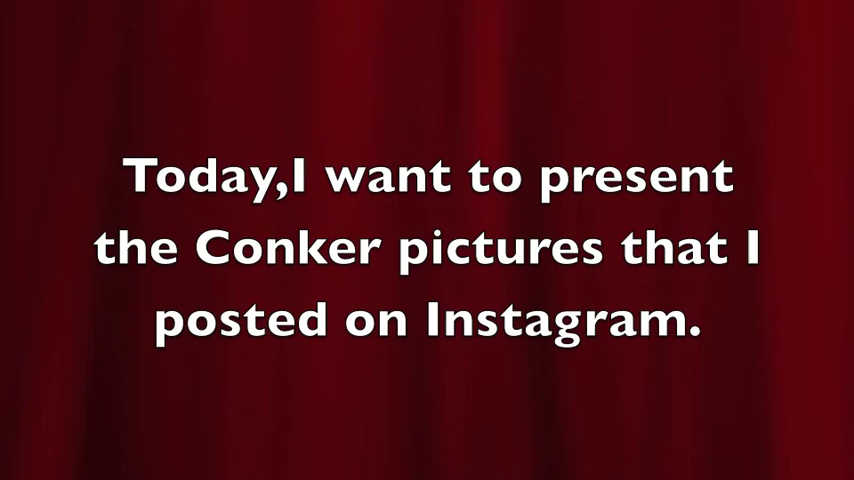 Today,I want to present
the Conker pictures that I
posted on Instagram.